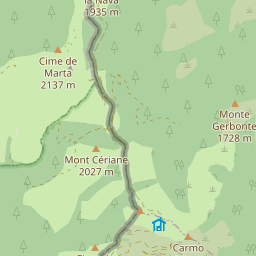 la Nava
1935 m
Cime de
Marta
2137 m
Monte
Gerbonte
1728 m
Mont Cériane
2027 m
Carmo